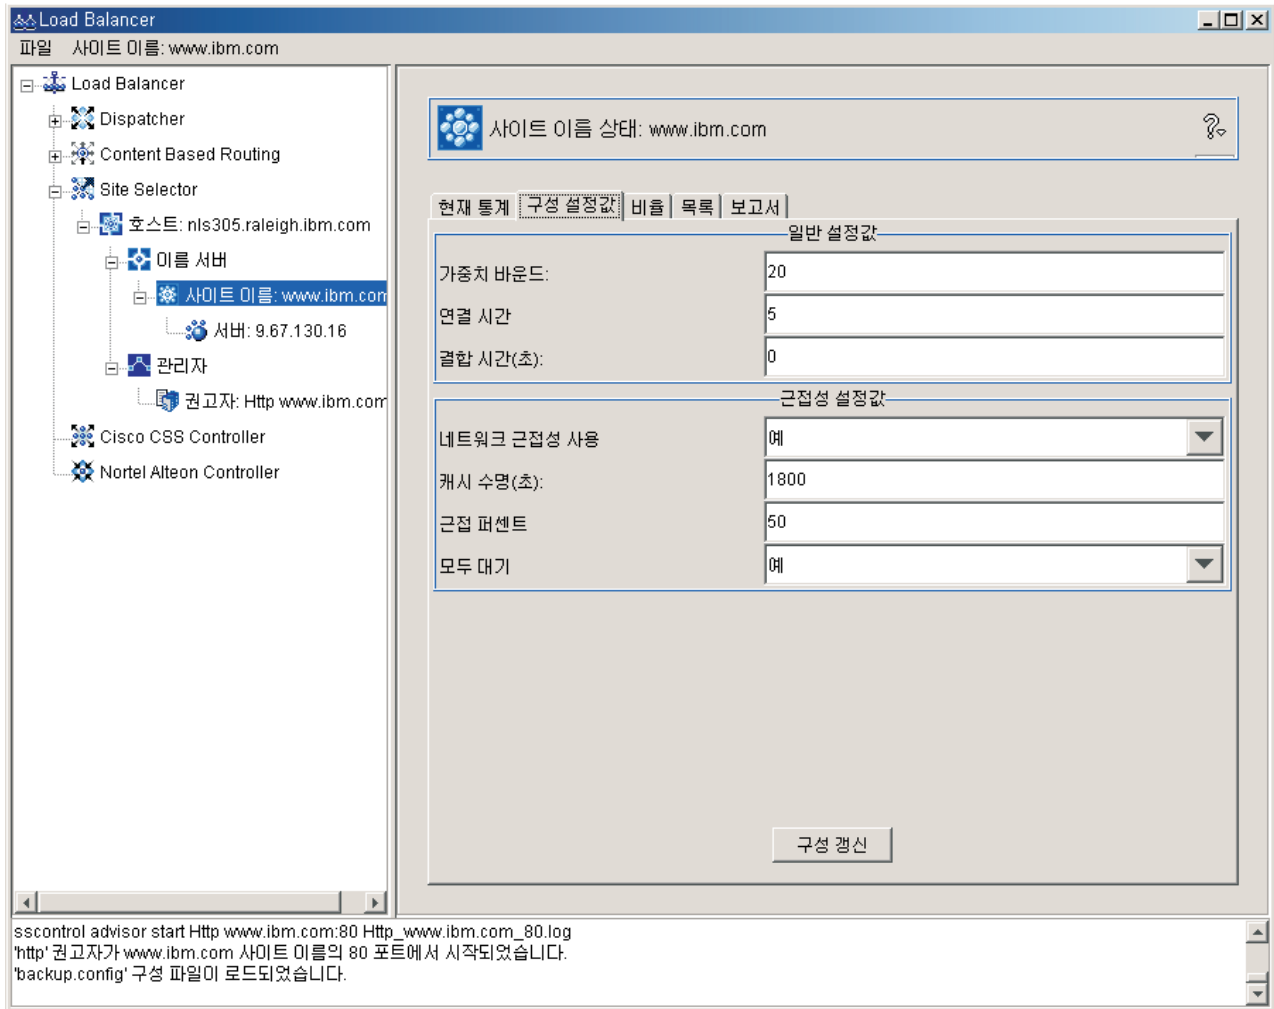 Load Balancer
파일 사이트 이름: www.ibm.com
Load Balancer
Dispatcher
Content Based Routing
Site Selector
호스트: nls305.raleigh.ibm.com
이름 서버
사이트 이름: www.ibm.com
서버: 9.67.130.16
관리자
권고자: Http www.ibm.com
Cisco CSS Controller
Nortel Alteon Controller
사이트 이름 상태: www.ibm.com
현재 통계 구성 설정값 비율 목록 보고서
일반 설정값
가중치 바운드: 20
연결 시간 5
결합 시간(초): 0
근접성 설정값
네트워크 근접성 사용 예
캐시 수명(초): 1800
근접 퍼센트 50
모두 대기 예
구성 갱신
sscontrol advisor start Http www.ibm.com:80 Http_www.ibm.com_80.log
'http' 권고자가 www.ibm.com 사이트 이름의 80 포트에서 시작되었습니다.
'backup.config' 구성 파일이 로드되었습니다.